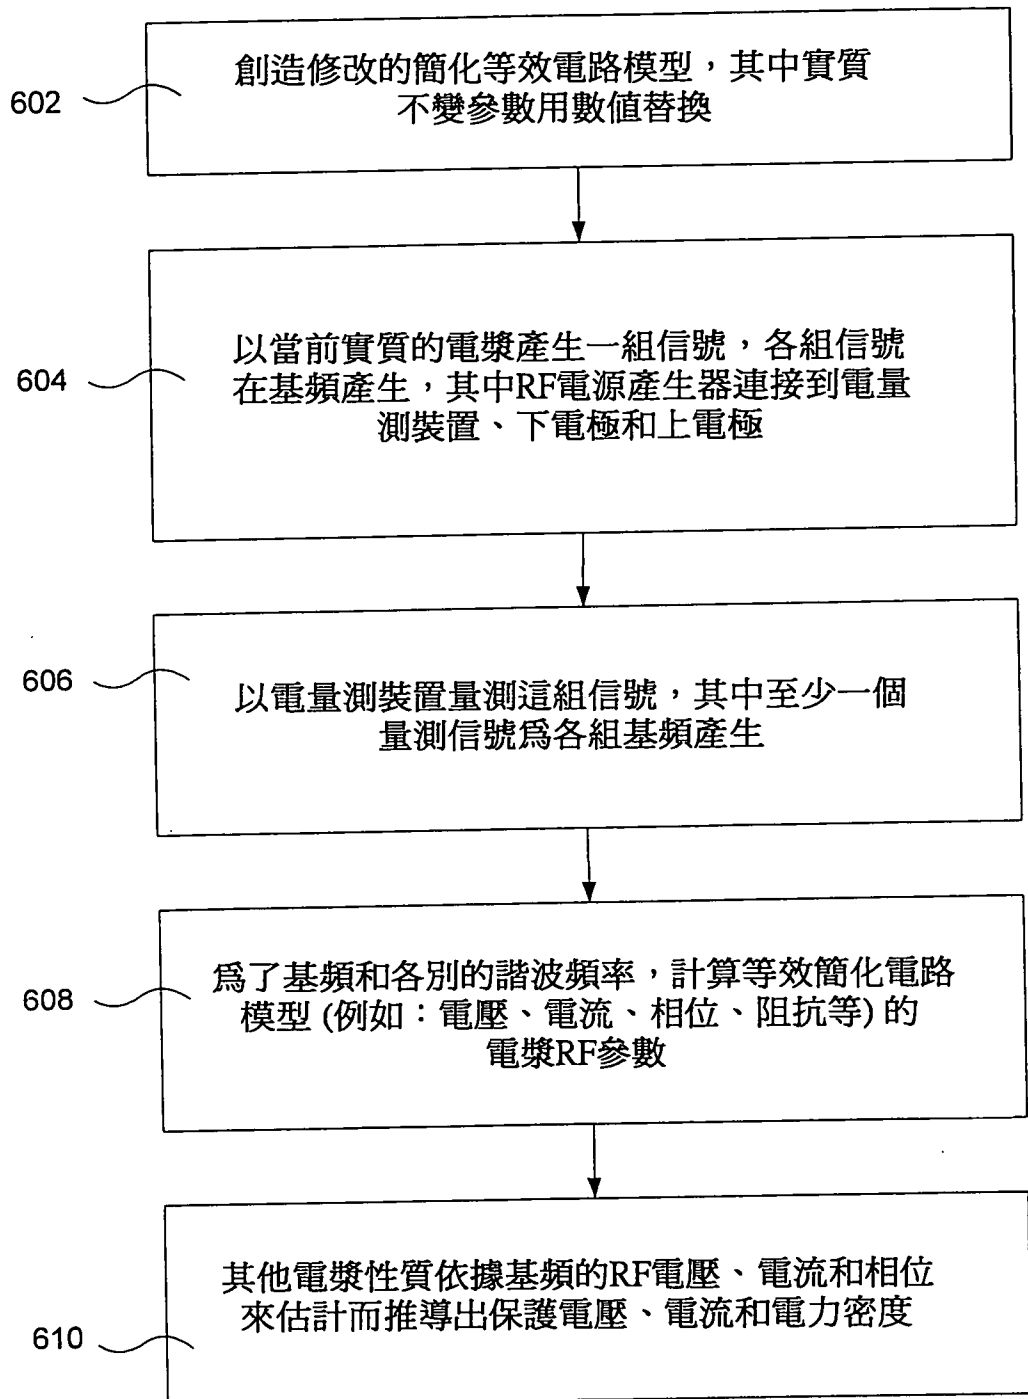 創造修改的簡化等效電路模型，其中實質
不變參數用數值替換
602
以當前實質的電漿產生一組信號，各組信號
在基頻產生，其中RF電源產生器連接到電量
測裝置、下電極和上電極
604
以電量測裝置量測這組信號，其中至少一個
量測信號爲各組基頻產生
606
爲了基頻和各別的諧波頻率，計算等效簡化電路
模型(例如：電壓、電流、相位、阻抗等)的
電漿RF參數
608
其他電漿性質依據基頻的RF電壓、電流和相位
來估計而推導出保護電壓、電流和電力密度
610